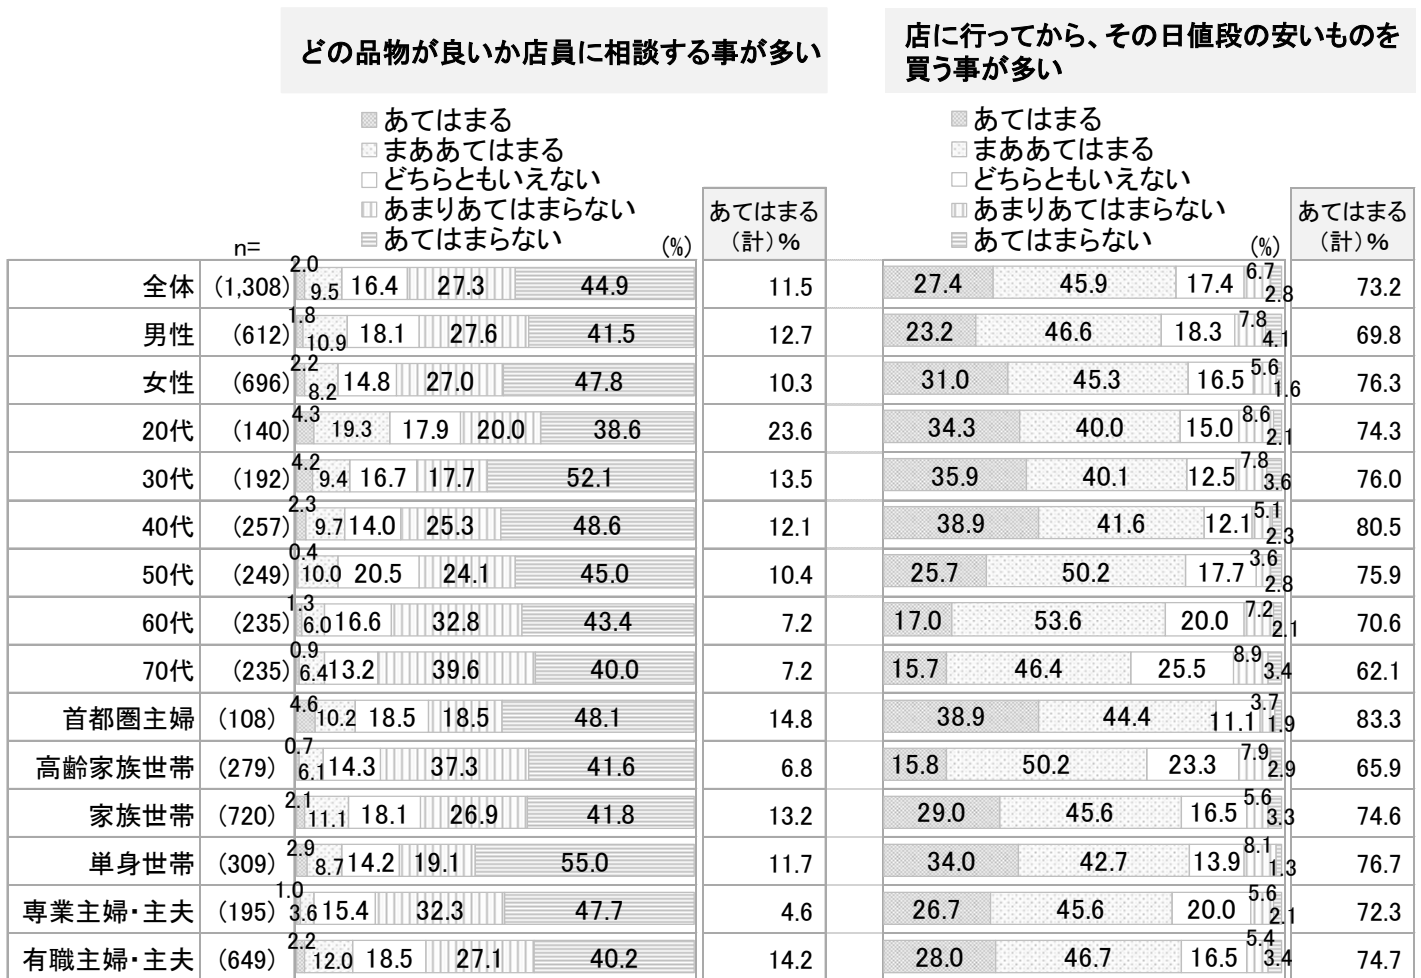 どの品物が良いか店員に相談する事が多い
店に行ってから、その日値段の安いものを
買う事が多い
あてはまる
まああてはまる
どちらともいえない
あまりあてはまらない
あてはまらない
(%)
あてはまる
（計）%
あてはまる
まああてはまる
どちらともいえない
あまりあてはまらない
あてはまらない
(%)
あてはまる
（計）%
n=
全体 (1,308) 2.0 9.5 16.4 27.3 44.9 11.5 27.4 45.9 17.4 6.7 2.8 73.2
男性 (612) 1.8 10.9 18.1 27.6 41.5 12.7 23.2 46.6 18.3 7.8 4.1 69.8
女性 (696) 2.2 8.2 14.8 27.0 47.8 10.3 31.0 45.3 16.5 5.6 1.6 76.3
20代 (140) 4.3 19.3 17.9 20.0 38.6 23.6 34.3 40.0 15.0 8.6 2.1 74.3
30代 (192) 4.2 9.4 16.7 17.7 52.1 13.5 35.9 40.1 12.5 7.8 3.6 76.0
40代 (257) 2.3 9.7 14.0 25.3 48.6 12.1 38.9 41.6 12.1 5.1 2.3 80.5
50代 (249) 0.4 10.0 20.5 24.1 45.0 10.4 25.7 50.2 17.7 3.6 2.8 75.9
60代 (235) 1.3 6.0 16.6 32.8 43.4 7.2 17.0 53.6 20.0 7.2 2.1 70.6
70代 (235) 0.9 6.4 13.2 39.6 40.0 7.2 15.7 46.4 25.5 8.9 3.4 62.1
首都圏主婦 (108) 4.6 10.2 18.5 18.5 48.1 14.8 38.9 44.4 11.1 3.7 1.9 83.3
高齢家族世帯 (279) 0.7 6.1 14.3 37.3 41.6 6.8 15.8 50.2 23.3 7.9 2.9 65.9
家族世帯 (720) 2.1 11.1 18.1 26.9 41.8 13.2 29.0 45.6 16.5 5.6 3.3 74.6
単身世帯 (309) 2.9 8.7 14.2 19.1 55.0 11.7 34.0 42.7 13.9 8.1 1.3 76.7
専業主婦・主夫 (195) 1.0 3.6 15.4 32.3 47.7 4.6 26.7 45.6 20.0 5.6 2.1 72.3
有職主婦・主夫 (649) 2.2 12.0 18.5 27.1 40.2 14.2 28.0 46.7 16.5 5.4 3.4 74.7